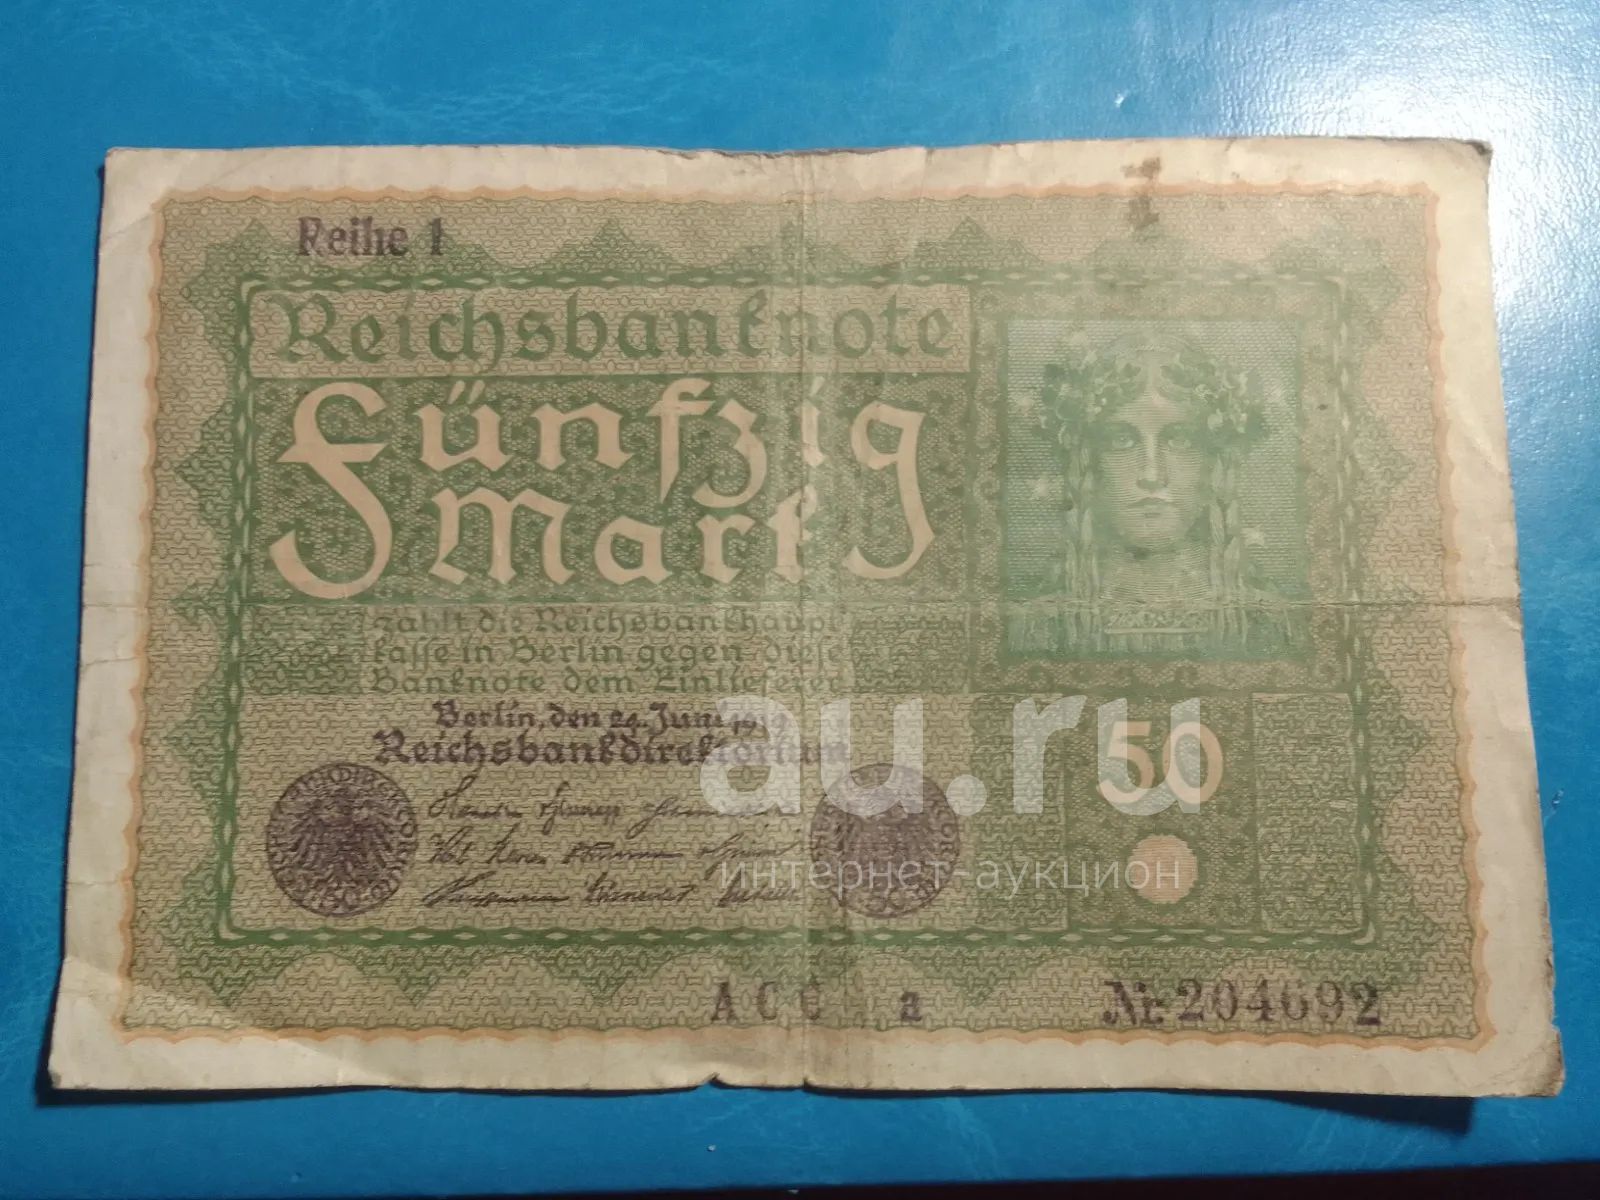 Reihe 1
Reichsbanknote
Fünfzig
Mark
zahlt die Reichsbankhaupt
kasse in Berlin gegen diese
Banknote dem Einlieferer
Berlin, den 24. Juni 1919
Reichsbankdirektorium
50
A C C a
Nr 204692
au.ru
интернет-аукцион